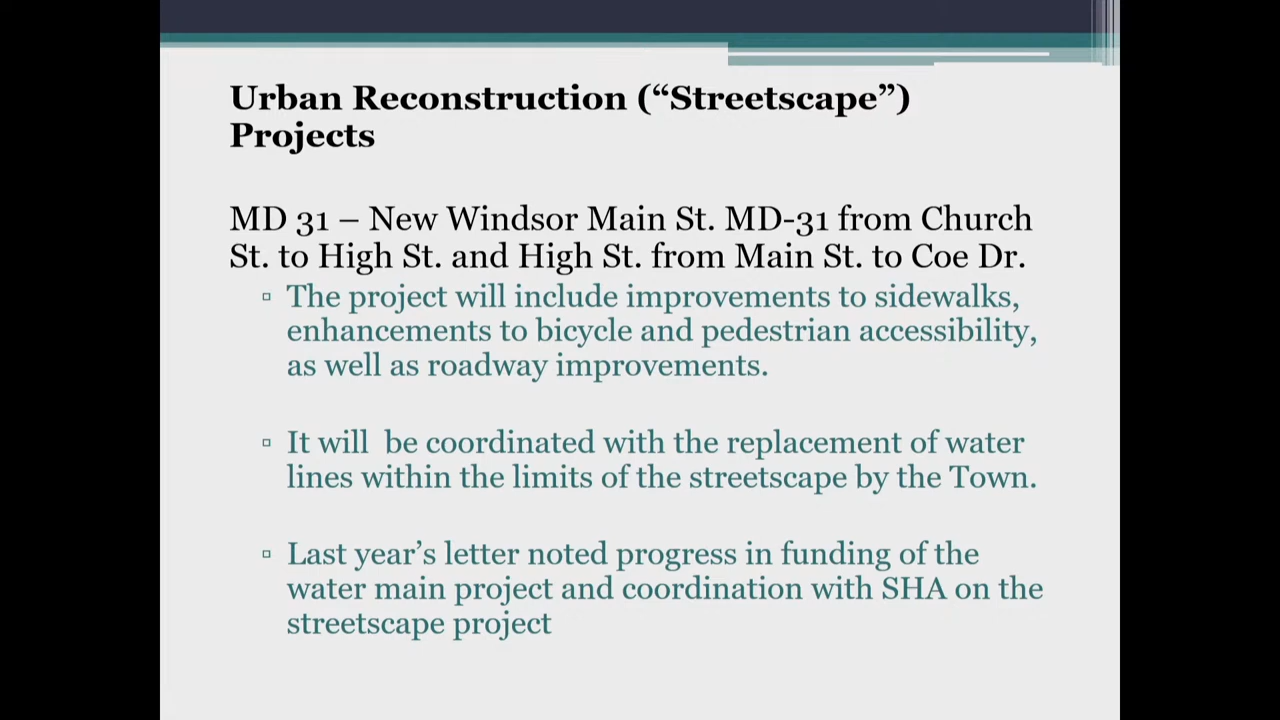 Urban Reconstruction (“Streetscape”)
Projects
MD 31 – New Windsor Main St. MD-31 from Church
St. to High St. and High St. from Main St. to Coe Dr.
▫ The project will include improvements to sidewalks,
enhancements to bicycle and pedestrian accessibility,
as well as roadway improvements.
▫ It will  be coordinated with the replacement of water
lines within the limits of the streetscape by the Town.
▫ Last year’s letter noted progress in funding of the
water main project and coordination with SHA on the
streetscape project